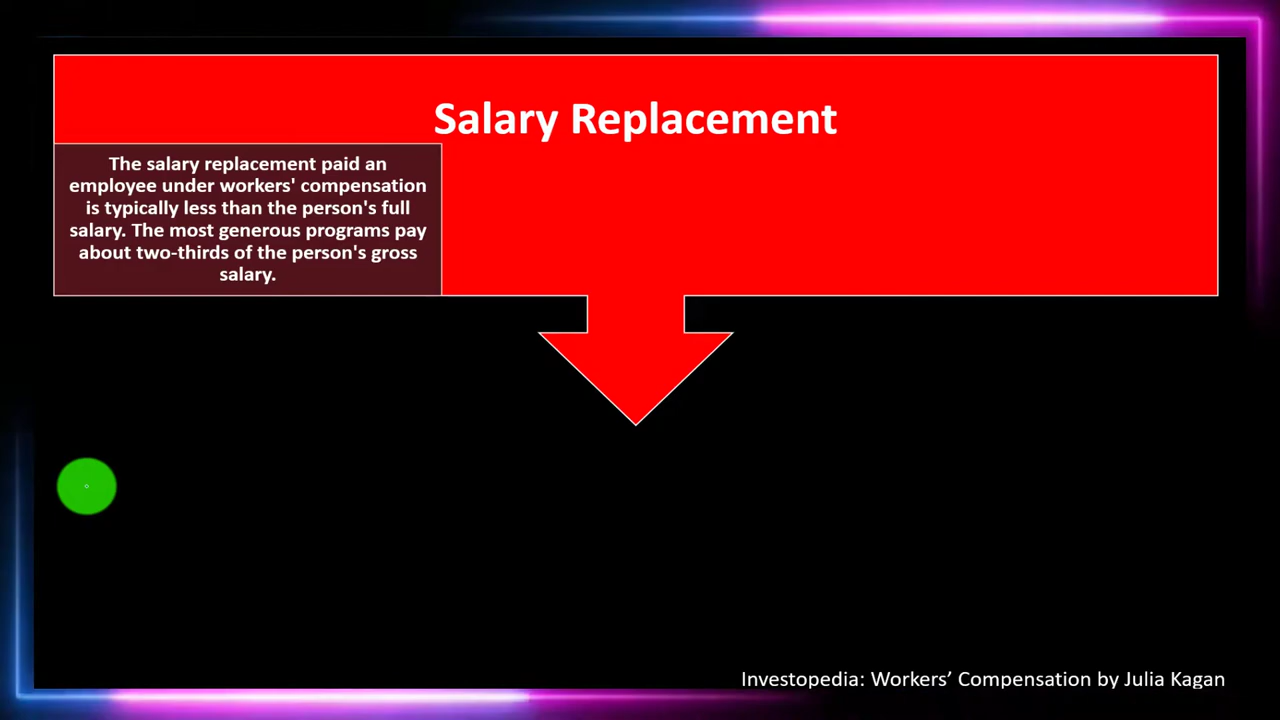 Salary Replacement
The salary replacement paid an
employee under workers' compensation
is typically less than the person's full
salary. The most generous programs pay
about two-thirds of the person's gross
salary.
Investopedia: Workers’ Compensation by Julia Kagan